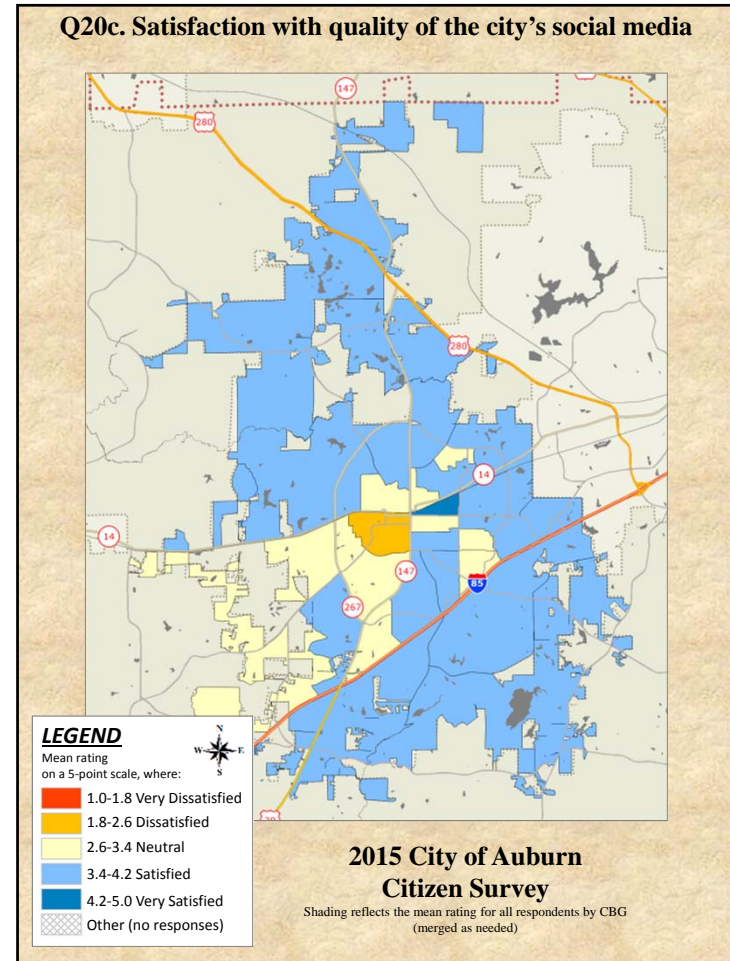 Q20c. Satisfaction with quality of the city's social media
147
280
280
14
14
147
85
267
LEGEND
N
W E
S
Mean rating
on a 5-point scale, where:
1.0-1.8 Very Dissatisfied
1.8-2.6 Dissatisfied
2.6-3.4 Neutral
3.4-4.2 Satisfied
4.2-5.0 Very Satisfied
Other (no responses)
2015 City of Auburn
Citizen Survey
Shading reflects the mean rating for all respondents by CBG
(merged as needed)